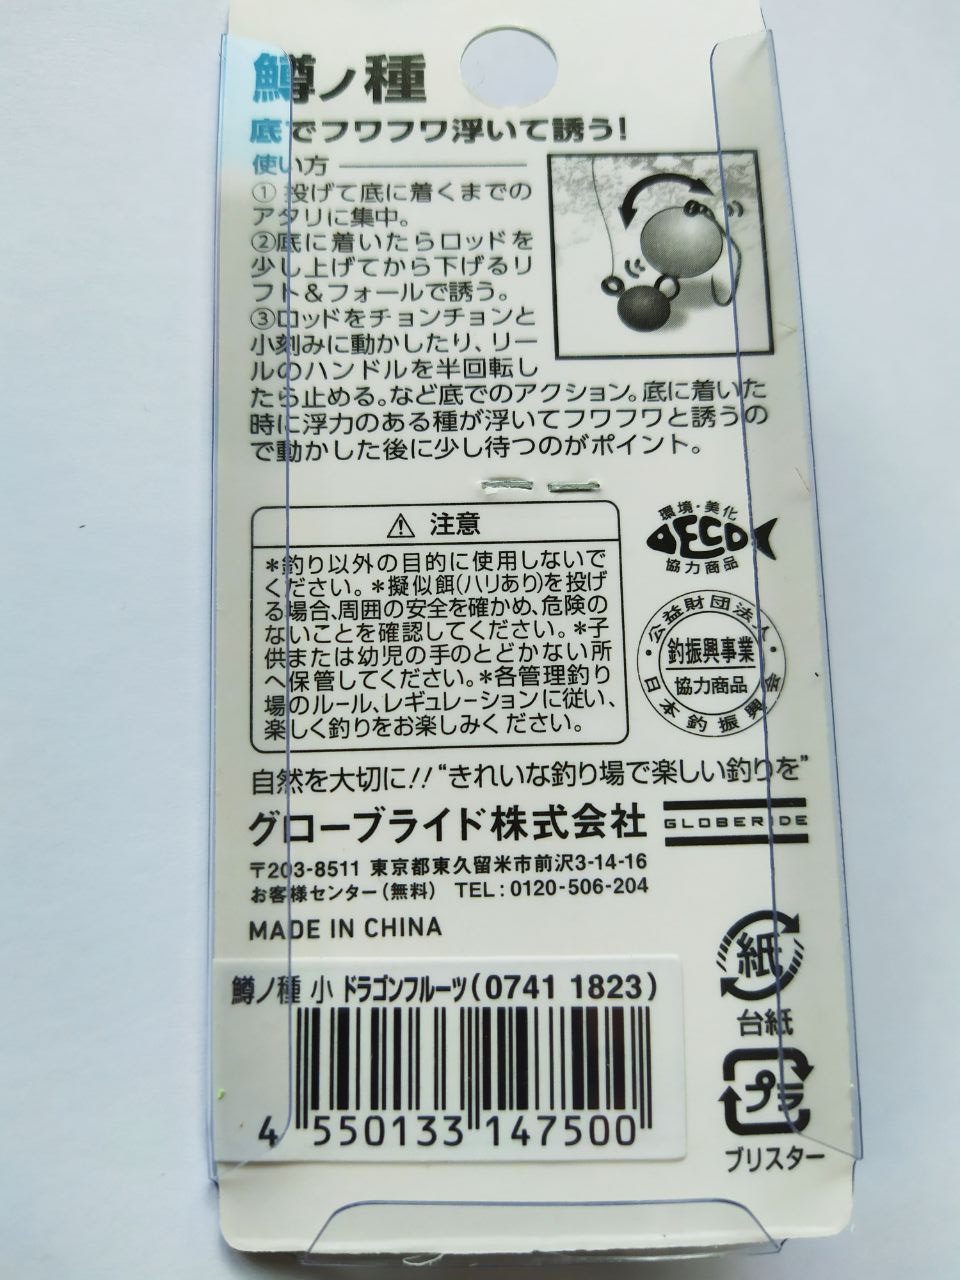 鱒ノ種
底でフワフワ浮いて誘う!
使い方
① 投げて底に着くまでの
アタリに集中。
②底に着いたらロッドを
少し上げてから下げるリ
フト&フォールで誘う。
③ロッドをチョンチョンと
小刻みに動かしたり、リー
ルのハンドルを半回転し
たら止める。など底でのアクション。底に着いた
時に浮力のある種が浮いてフワフワと誘うの
で動かした後に少し待つのがポイント。
⚠ 注意
*釣り以外の目的に使用しないで
ください。*擬似餌(ハリあり)を投げ
る場合、周囲の安全を確かめ、危険の
ないことを確認してください。*子
供または幼児の手のとどかない所
へ保管してください。*各管理釣り
場のルール、レギュレーションに従い、
楽しく釣りをお楽しみください。
環境・美化
ECO
協力商品
公益財団法人
釣振興事業
協力商品
日本釣振興会
自然を大切に!!“きれいな釣り場で楽しい釣りを”
グローブライド株式会社
GLOBERIDE
〒203-8511 東京都東久留米市前沢3-14-16
お客様センター(無料) TEL:0120-506-204
MADE IN CHINA
紙
台紙
鱒ノ種 小 ドラゴンフルーツ(0741 1823)
4 550133 147500
プラ
ブリスター